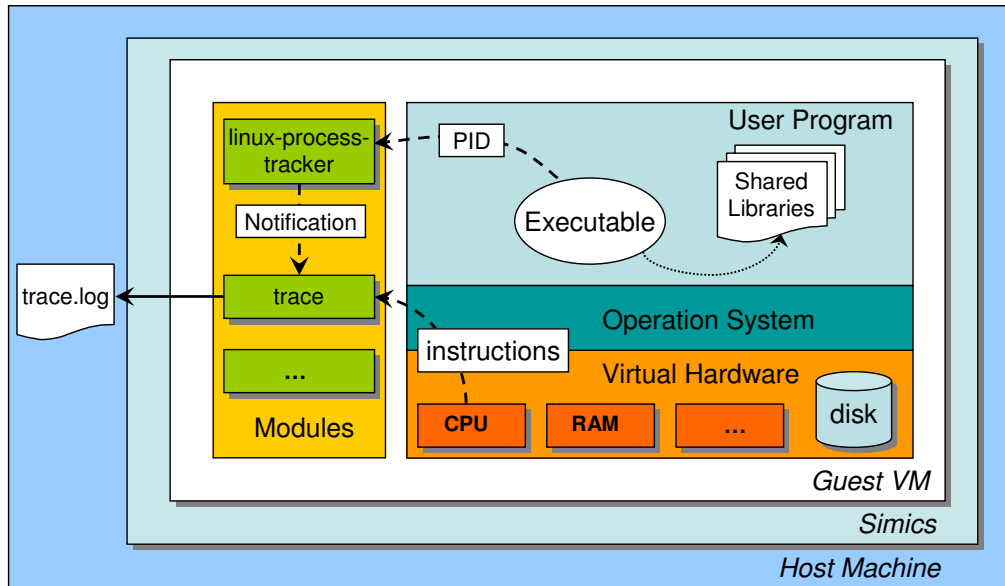 linux-process-
tracker
PID
User Program
Shared
Libraries
Executable
Notification
trace.log
trace
Operation System
instructions
Virtual Hardware
...
CPU
RAM
...
disk
Modules
Guest VM
Simics
Host Machine